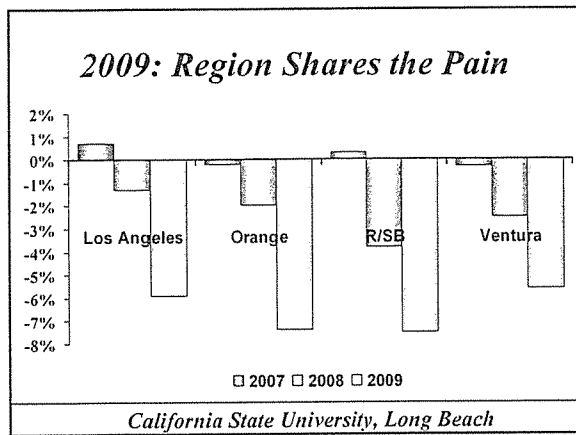 2009: Region Shares the Pain
2%
1%
0%
-1%
-2%
-3%
-4%
-5%
-6%
-7%
-8%
Los Angeles Orange R/SB Ventura
2007 2008 2009
California State University, Long Beach